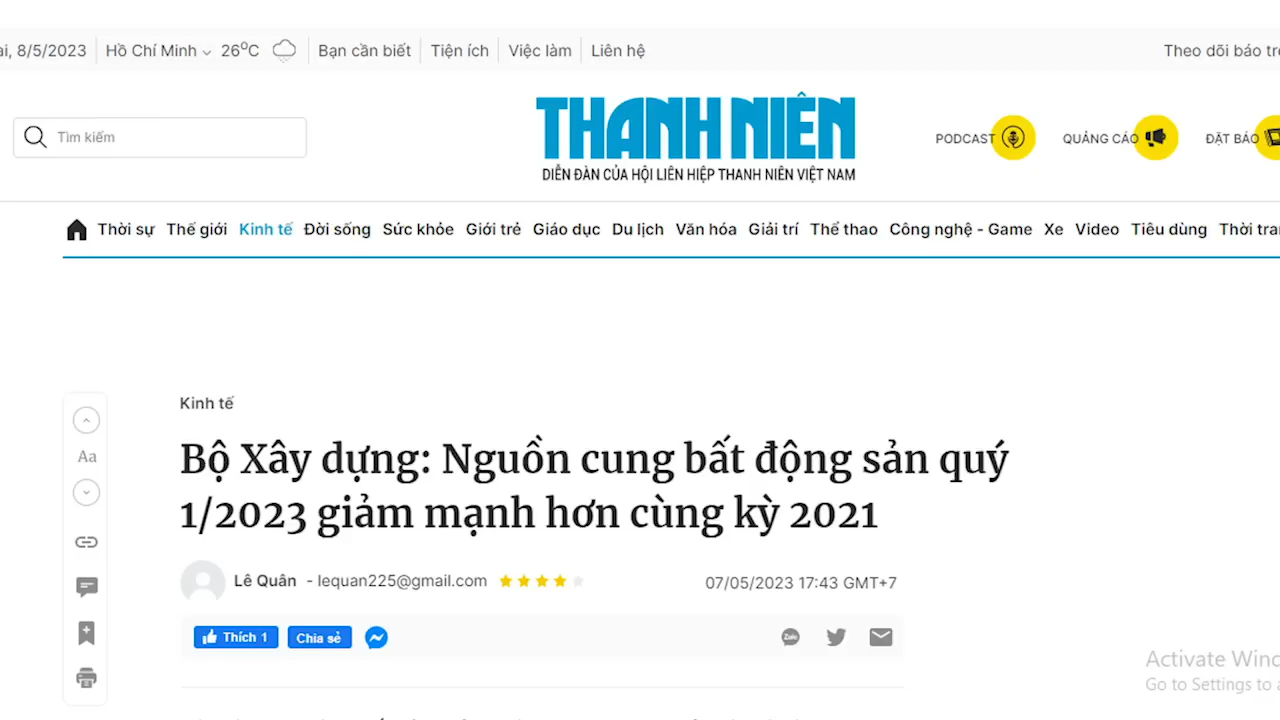 ai, 8/5/2023 Hồ Chí Minh 26⁰C Bạn cần biết Tiện ích Việc làm Liên hệ Theo dõi báo
Tìm kiếm
THANH NIÊN
DIỄN ĐÀN CỦA HỘI LIÊN HIỆP THANH NIÊN VIỆT NAM
PODCAST QUẢNG CÁO ĐẶT BÁO
Thời sự Thế giới Kinh tế Đời sống Sức khỏe Giới trẻ Giáo dục Du lịch Văn hóa Giải trí Thể thao Công nghệ - Game Xe Video Tiêu dùng Thời
Kinh tế
Bộ Xây dựng: Nguồn cung bất động sản quý
1/2023 giảm mạnh hơn cùng kỳ 2021
Aa
Lê Quân - lequan225@gmail.com
07/05/2023 17:43 GMT+7
Thích 1 Chia sẻ
Zalo
Activate
Go to Settings to